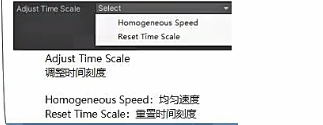 Adjust Time Scale Select
Homogeneous Speed
Reset Time Scale
Adjust Time Scale
调整时间刻度
Homogeneous Speed：均匀速度
Reset Time Scale：重置时间刻度